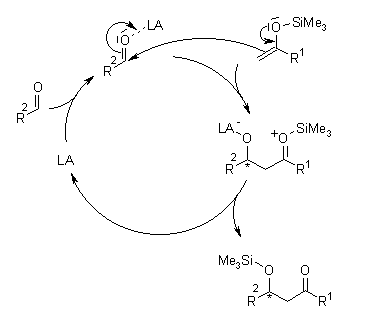 LA
O
SiMe3
O
R2
R1
O
R2
LA-
O
+
O
SiMe3
R2
*
R1
LA
Me3Si
O
O
R2
*
R1